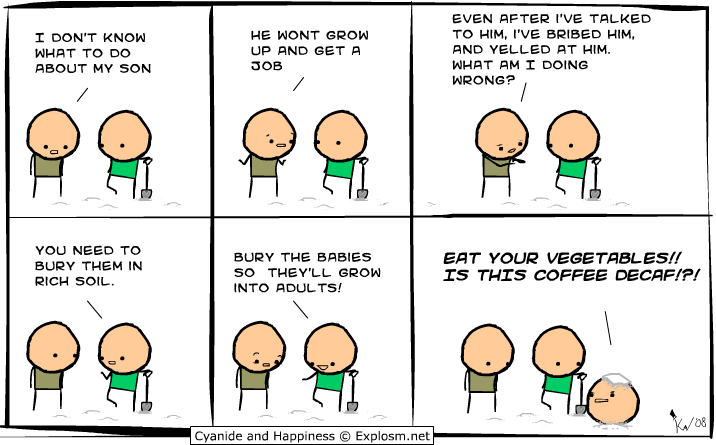 I DON'T KNOW
WHAT TO DO
ABOUT MY SON
HE WONT GROW
UP AND GET A
JOB
EVEN AFTER I'VE TALKED
TO HIM, I'VE BRIBED HIM,
AND YELLED AT HIM.
WHAT AM I DOING
WRONG?
YOU NEED TO
BURY THEM IN
RICH SOIL.
BURY THE BABIES
SO THEY'LL GROW
INTO ADULTS!
EAT YOUR VEGETABLES!!
IS THIS COFFEE DECAF!?!
Cyanide and Happiness © Explosm.net